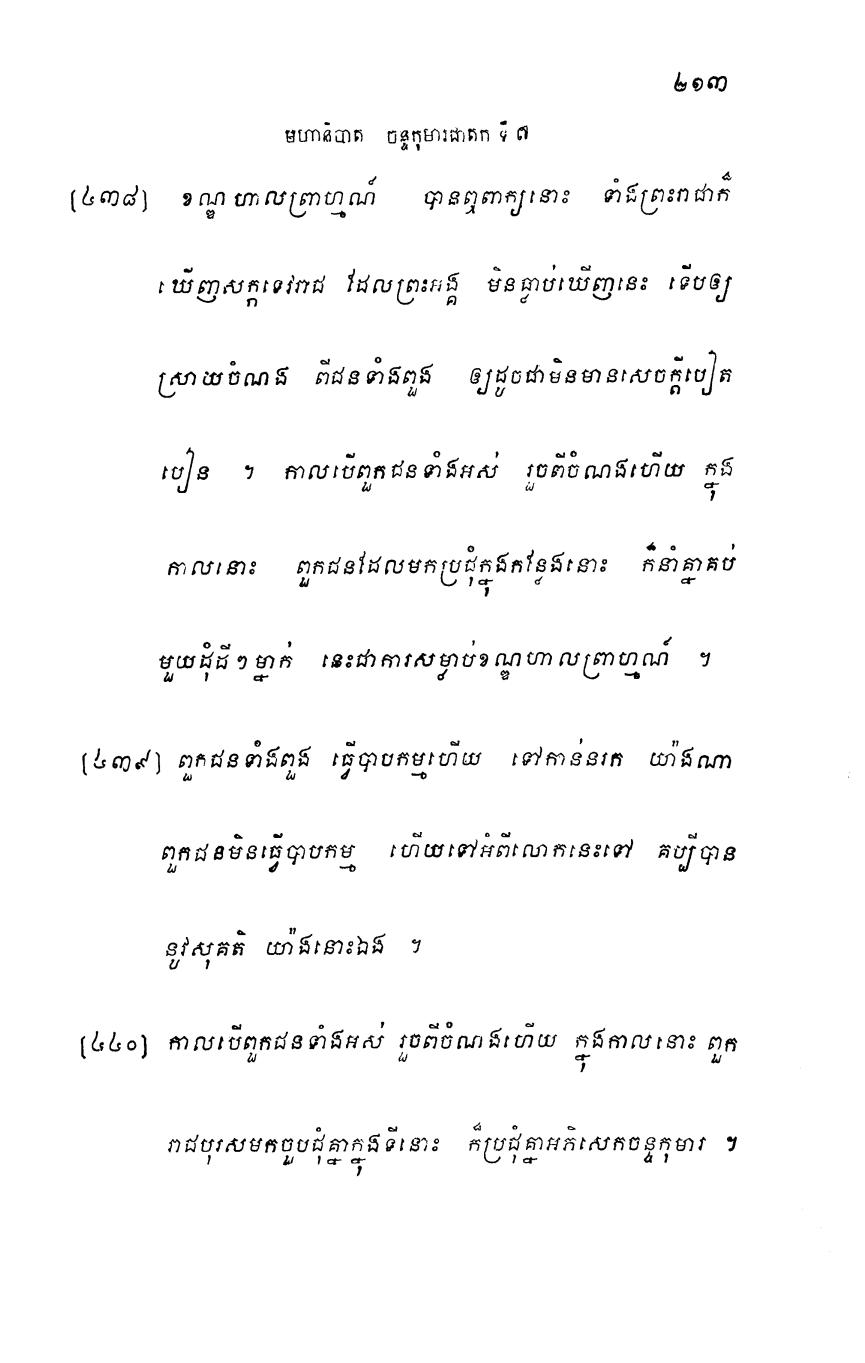 ២១៣
មហានិបាត ចន្ទកុមារជាតក ទី ៧
(៤៣៨) ខណ្ឌហាលព្រាហ្មណ៍ បានឮពាក្យនោះ ទាំងព្រះរាជាក៏
ឃើញសក្កទេវរាជ ដែលព្រះអង្គ មិនធ្លាប់ឃើញនេះ ទើបឲ្យ
ស្រាយចំណង ពីជនទាំងពួង ឲ្យដូចជាមិនមានសេចក្តីបៀត
បៀន ។ កាលបើពួកជនទាំងអស់ រួចពីចំណងហើយ ក្នុង
កាលនោះ ពួកជនដែលមកប្រជុំក្នុងកន្លែងនោះ ក៏នាំគ្នាគប់
មួយដុំដីៗម្នាក់ នេះជាការសម្លាប់ខណ្ឌហាលព្រាហ្មណ៍ ។
(៤៣៩) ពួកជនទាំងពួង ធ្វើបាបកម្មហើយ ទៅកាន់នរក យ៉ាងណា
ពួកជនមិនធ្វើបាបកម្ម ហើយទៅអំពីលោកនេះទៅ គប្បីបាន
នូវសុគតិ យ៉ាងនោះឯង ។
(៤៤០) កាលបើពួកជនទាំងអស់ រួចពីចំណងហើយ ក្នុងកាលនោះ ពួក
រាជបុរសមកចួបជុំគ្នាក្នុងទីនោះ ក៏ប្រជុំគ្នាអភិសេកចន្ទកុមារ ។